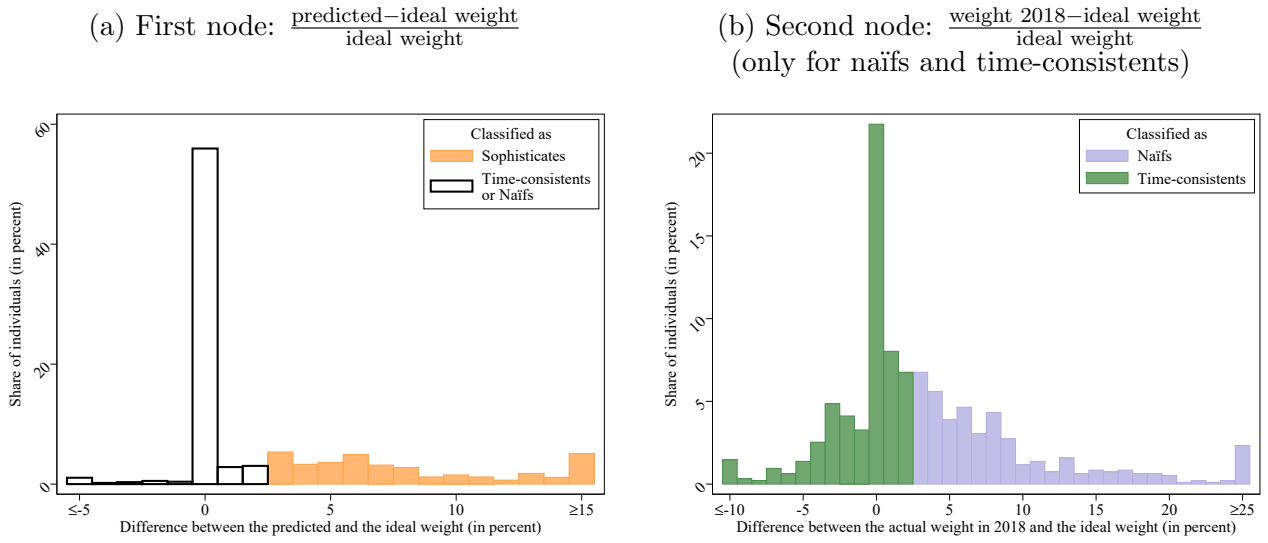 (a) First node: predicted−ideal weight
ideal weight
(b) Second node: weight 2018−ideal weight
ideal weight
(only for naïfs and time-consistents)
Share of individuals (in percent)
60
40
20
0
Classified as
Sophisticates
Time-consistents
or Naïfs
≤-5 0 5 10 ≥15
Difference between the predicted and the ideal weight (in percent)
Share of individuals (in percent)
20
15
10
5
0
Classified as
Naïfs
Time-consistents
≤-10 -5 0 5 10 15 20 ≥25
Difference between the actual weight in 2018 and the ideal weight (in percent)